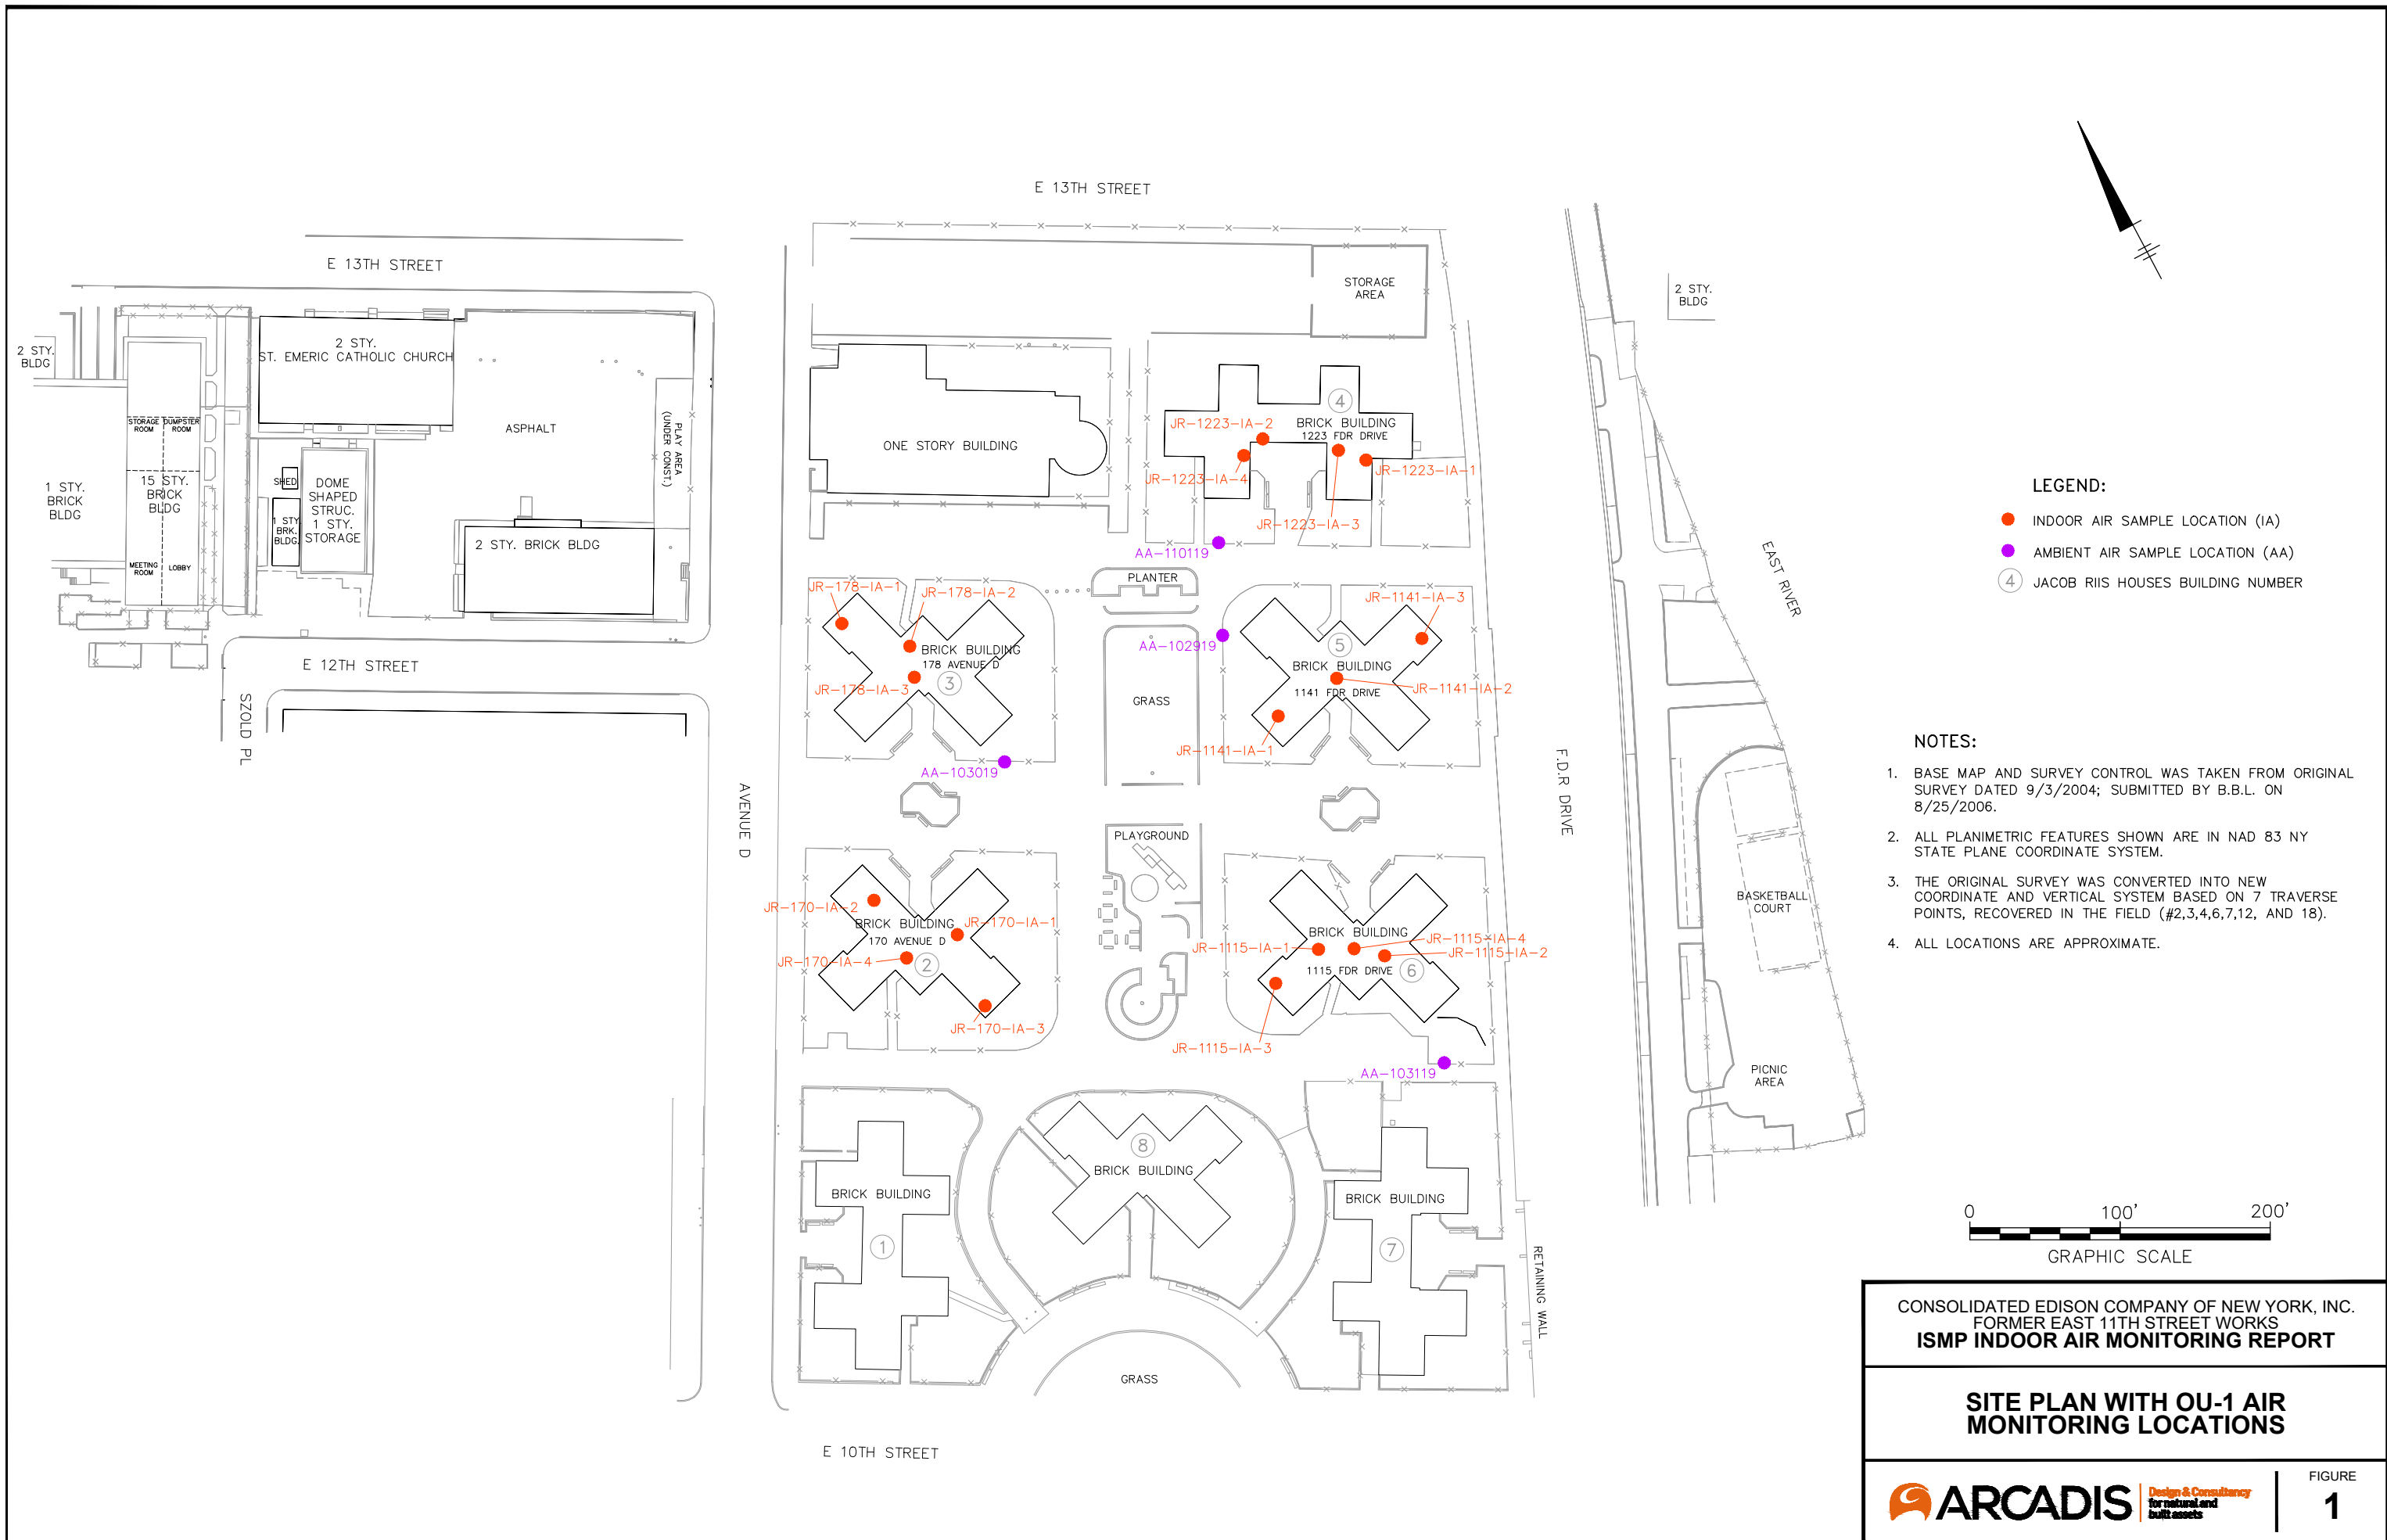 E 13TH STREET
E 13TH STREET
STORAGE
AREA
2 STY.
BLDG
2 STY.
BLDG
2 STY.
ST. EMERIC CATHOLIC CHURCH
ASPHALT
PLAY AREA
(UNDER CONST.)
STORAGE
ROOM
DUMPSTER
ROOM
1 STY.
BRICK
BLDG
15 STY.
BRICK
BLDG
SHED
DOME
SHAPED
STRUC.
1 STY.
STORAGE
1 STY.
BRK.
BLDG.
2 STY. BRICK BLDG
MEETING
ROOM
LOBBY
E 12TH STREET
SZOLD PL
AVENUE D
ONE STORY BUILDING
4
BRICK BUILDING
1223 FDR DRIVE
JR-1223-IA-2
JR-1223-IA-4
JR-1223-IA-1
JR-1223-IA-3
AA-110119
PLANTER
JR-178-IA-1
JR-178-IA-2
BRICK BUILDING
178 AVENUE D
JR-178-IA-3
3
AA-103019
AA-102919
GRASS
JR-1141-IA-3
5
BRICK BUILDING
1141 FDR DRIVE
JR-1141-IA-2
JR-1141-IA-1
F.D.R DRIVE
EAST RIVER
PLAYGROUND
JR-170-IA-2
BRICK BUILDING
170 AVENUE D
JR-170-IA-1
JR-170-IA-4
2
JR-170-IA-3
BRICK BUILDING
JR-1115-IA-1
JR-1115-IA-4
JR-1115-IA-2
1115 FDR DRIVE
6
JR-1115-IA-3
AA-103119
BASKETBALL
COURT
PICNIC
AREA
8
BRICK BUILDING
BRICK BUILDING
1
BRICK BUILDING
7
RETAINING WALL
GRASS
E 10TH STREET
LEGEND:
INDOOR AIR SAMPLE LOCATION (IA)
AMBIENT AIR SAMPLE LOCATION (AA)
4 JACOB RIIS HOUSES BUILDING NUMBER
NOTES:
1. BASE MAP AND SURVEY CONTROL WAS TAKEN FROM ORIGINAL
SURVEY DATED 9/3/2004; SUBMITTED BY B.B.L. ON
8/25/2006.
2. ALL PLANIMETRIC FEATURES SHOWN ARE IN NAD 83 NY
STATE PLANE COORDINATE SYSTEM.
3. THE ORIGINAL SURVEY WAS CONVERTED INTO NEW
COORDINATE AND VERTICAL SYSTEM BASED ON 7 TRAVERSE
POINTS, RECOVERED IN THE FIELD (#2,3,4,6,7,12, AND 18).
4. ALL LOCATIONS ARE APPROXIMATE.
0 100' 200'
GRAPHIC SCALE
CONSOLIDATED EDISON COMPANY OF NEW YORK, INC.
FORMER EAST 11TH STREET WORKS
ISMP INDOOR AIR MONITORING REPORT
SITE PLAN WITH OU-1 AIR
MONITORING LOCATIONS
ARCADIS
Design & Consultancy
for natural and
built assets
FIGURE
1